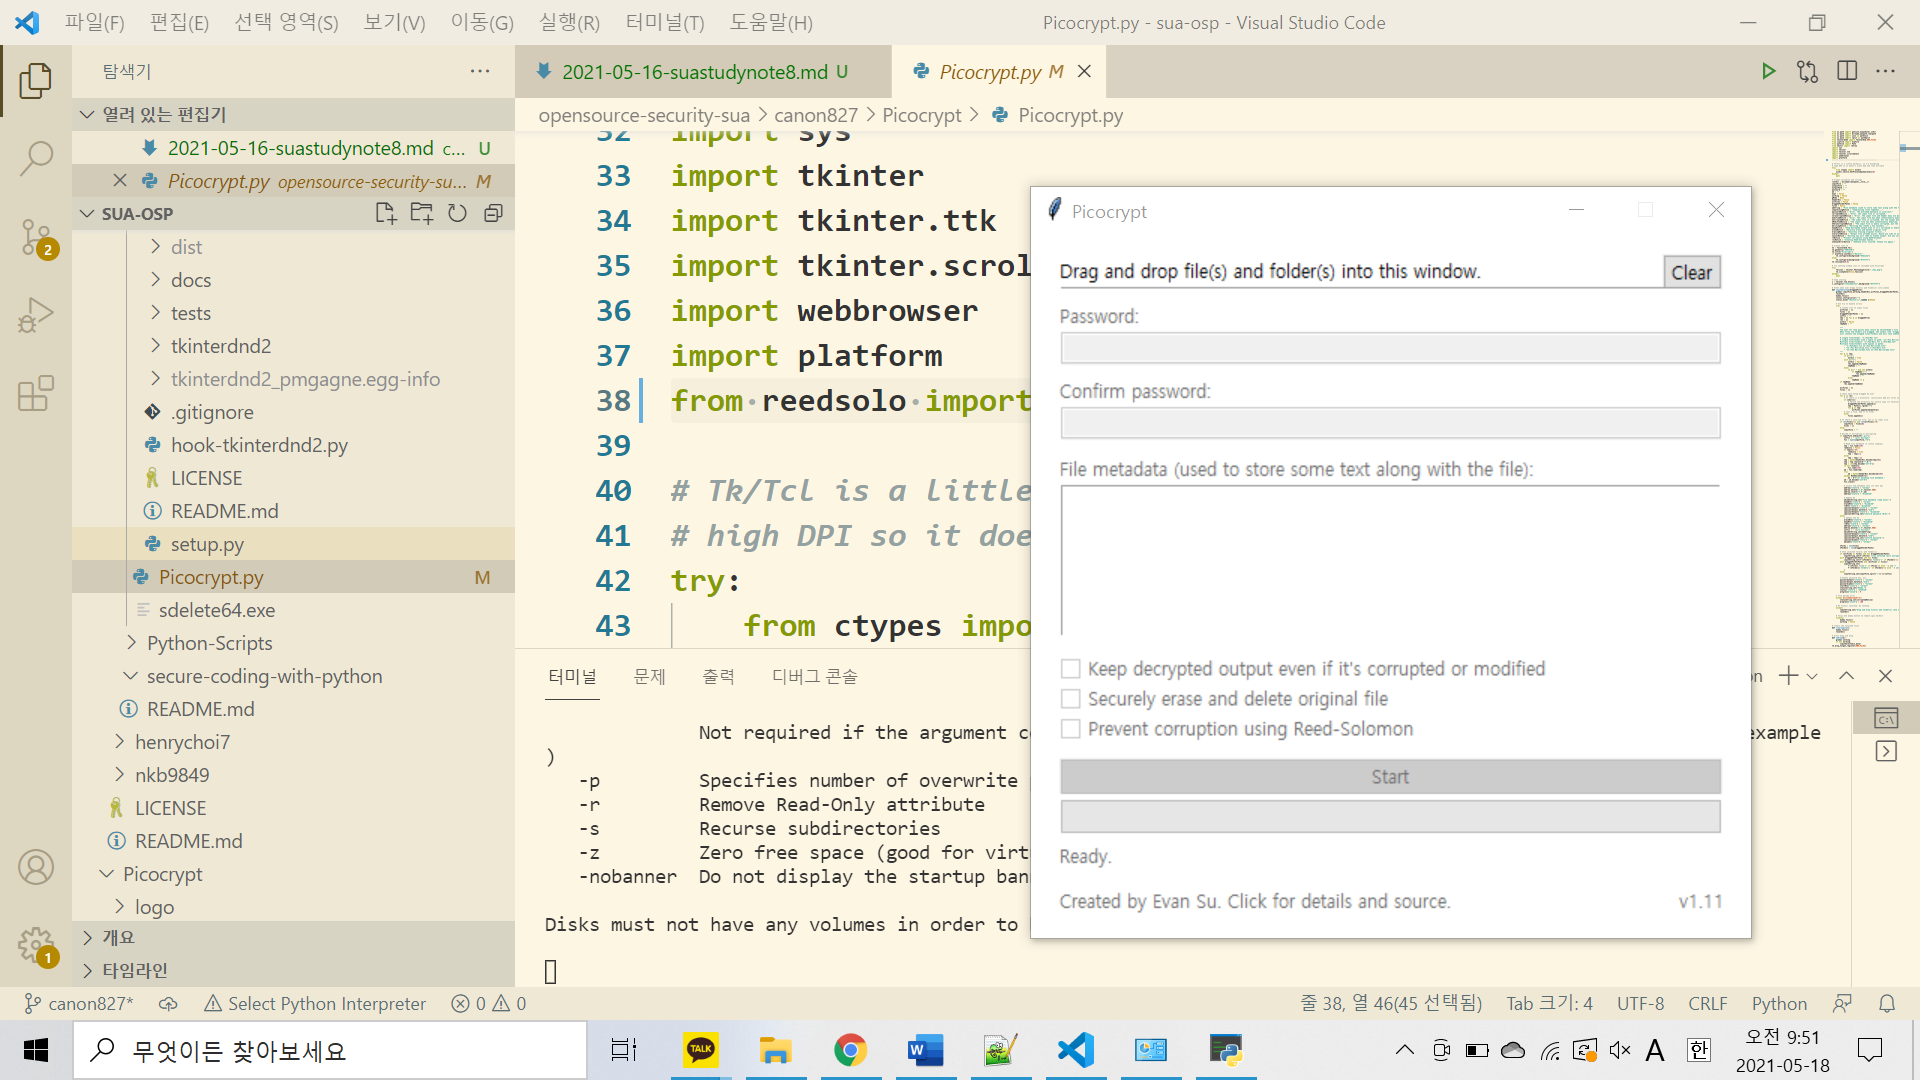 파일(F) 편집(E) 선택 영역(S) 보기(V) 이동(G) 실행(R) 터미널(T) 도움말(H)
Picocrypt.py - sua-osp - Visual Studio Code
탐색기
열려 있는 편집기
2021-05-16-suastudynote8.md c... U
Picocrypt.py opensource-security-su... M
SUA-OSP
dist
docs
tests
tkinterdnd2
tkinterdnd2_pmgagne.egg-info
.gitignore
hook-tkinterdnd2.py
LICENSE
README.md
setup.py
Picocrypt.py M
sdelete64.exe
Python-Scripts
secure-coding-with-python
README.md
henrychoi7
nkb9849
LICENSE
README.md
Picocrypt
logo
개요
타임라인
2
1
2021-05-16-suastudynote8.md U
Picocrypt.py M
opensource-security-sua > canon827 > Picocrypt > Picocrypt.py
32 import sys
33 import tkinter
34 import tkinter.ttk
35 import tkinter.scrol
36 import webbrowser
37 import platform
38 from reedsolo import
39
40 # Tk/Tcl is a little
41 # high DPI so it doe
42 try:
43 from ctypes impo
터미널 문제 출력 디버그 콘솔
Not required if the argument c
example
)
-p Specifies number of overwrite
-r Remove Read-Only attribute
-s Recurse subdirectories
-z Zero free space (good for virt
-nobanner Do not display the startup ban
Disks must not have any volumes in order to
Picocrypt
Drag and drop file(s) and folder(s) into this window.
Clear
Password:
Confirm password:
File metadata (used to store some text along with the file):
Keep decrypted output even if it's corrupted or modified
Securely erase and delete original file
Prevent corruption using Reed-Solomon
Start
Ready.
Created by Evan Su. Click for details and source.
v1.11
canon827* Select Python Interpreter 0 0
줄 38, 열 46(45 선택됨) Tab 크기: 4 UTF-8 CRLF Python
무엇이든 찾아보세요
TALK
A 한
오전 9:51
2021-05-18